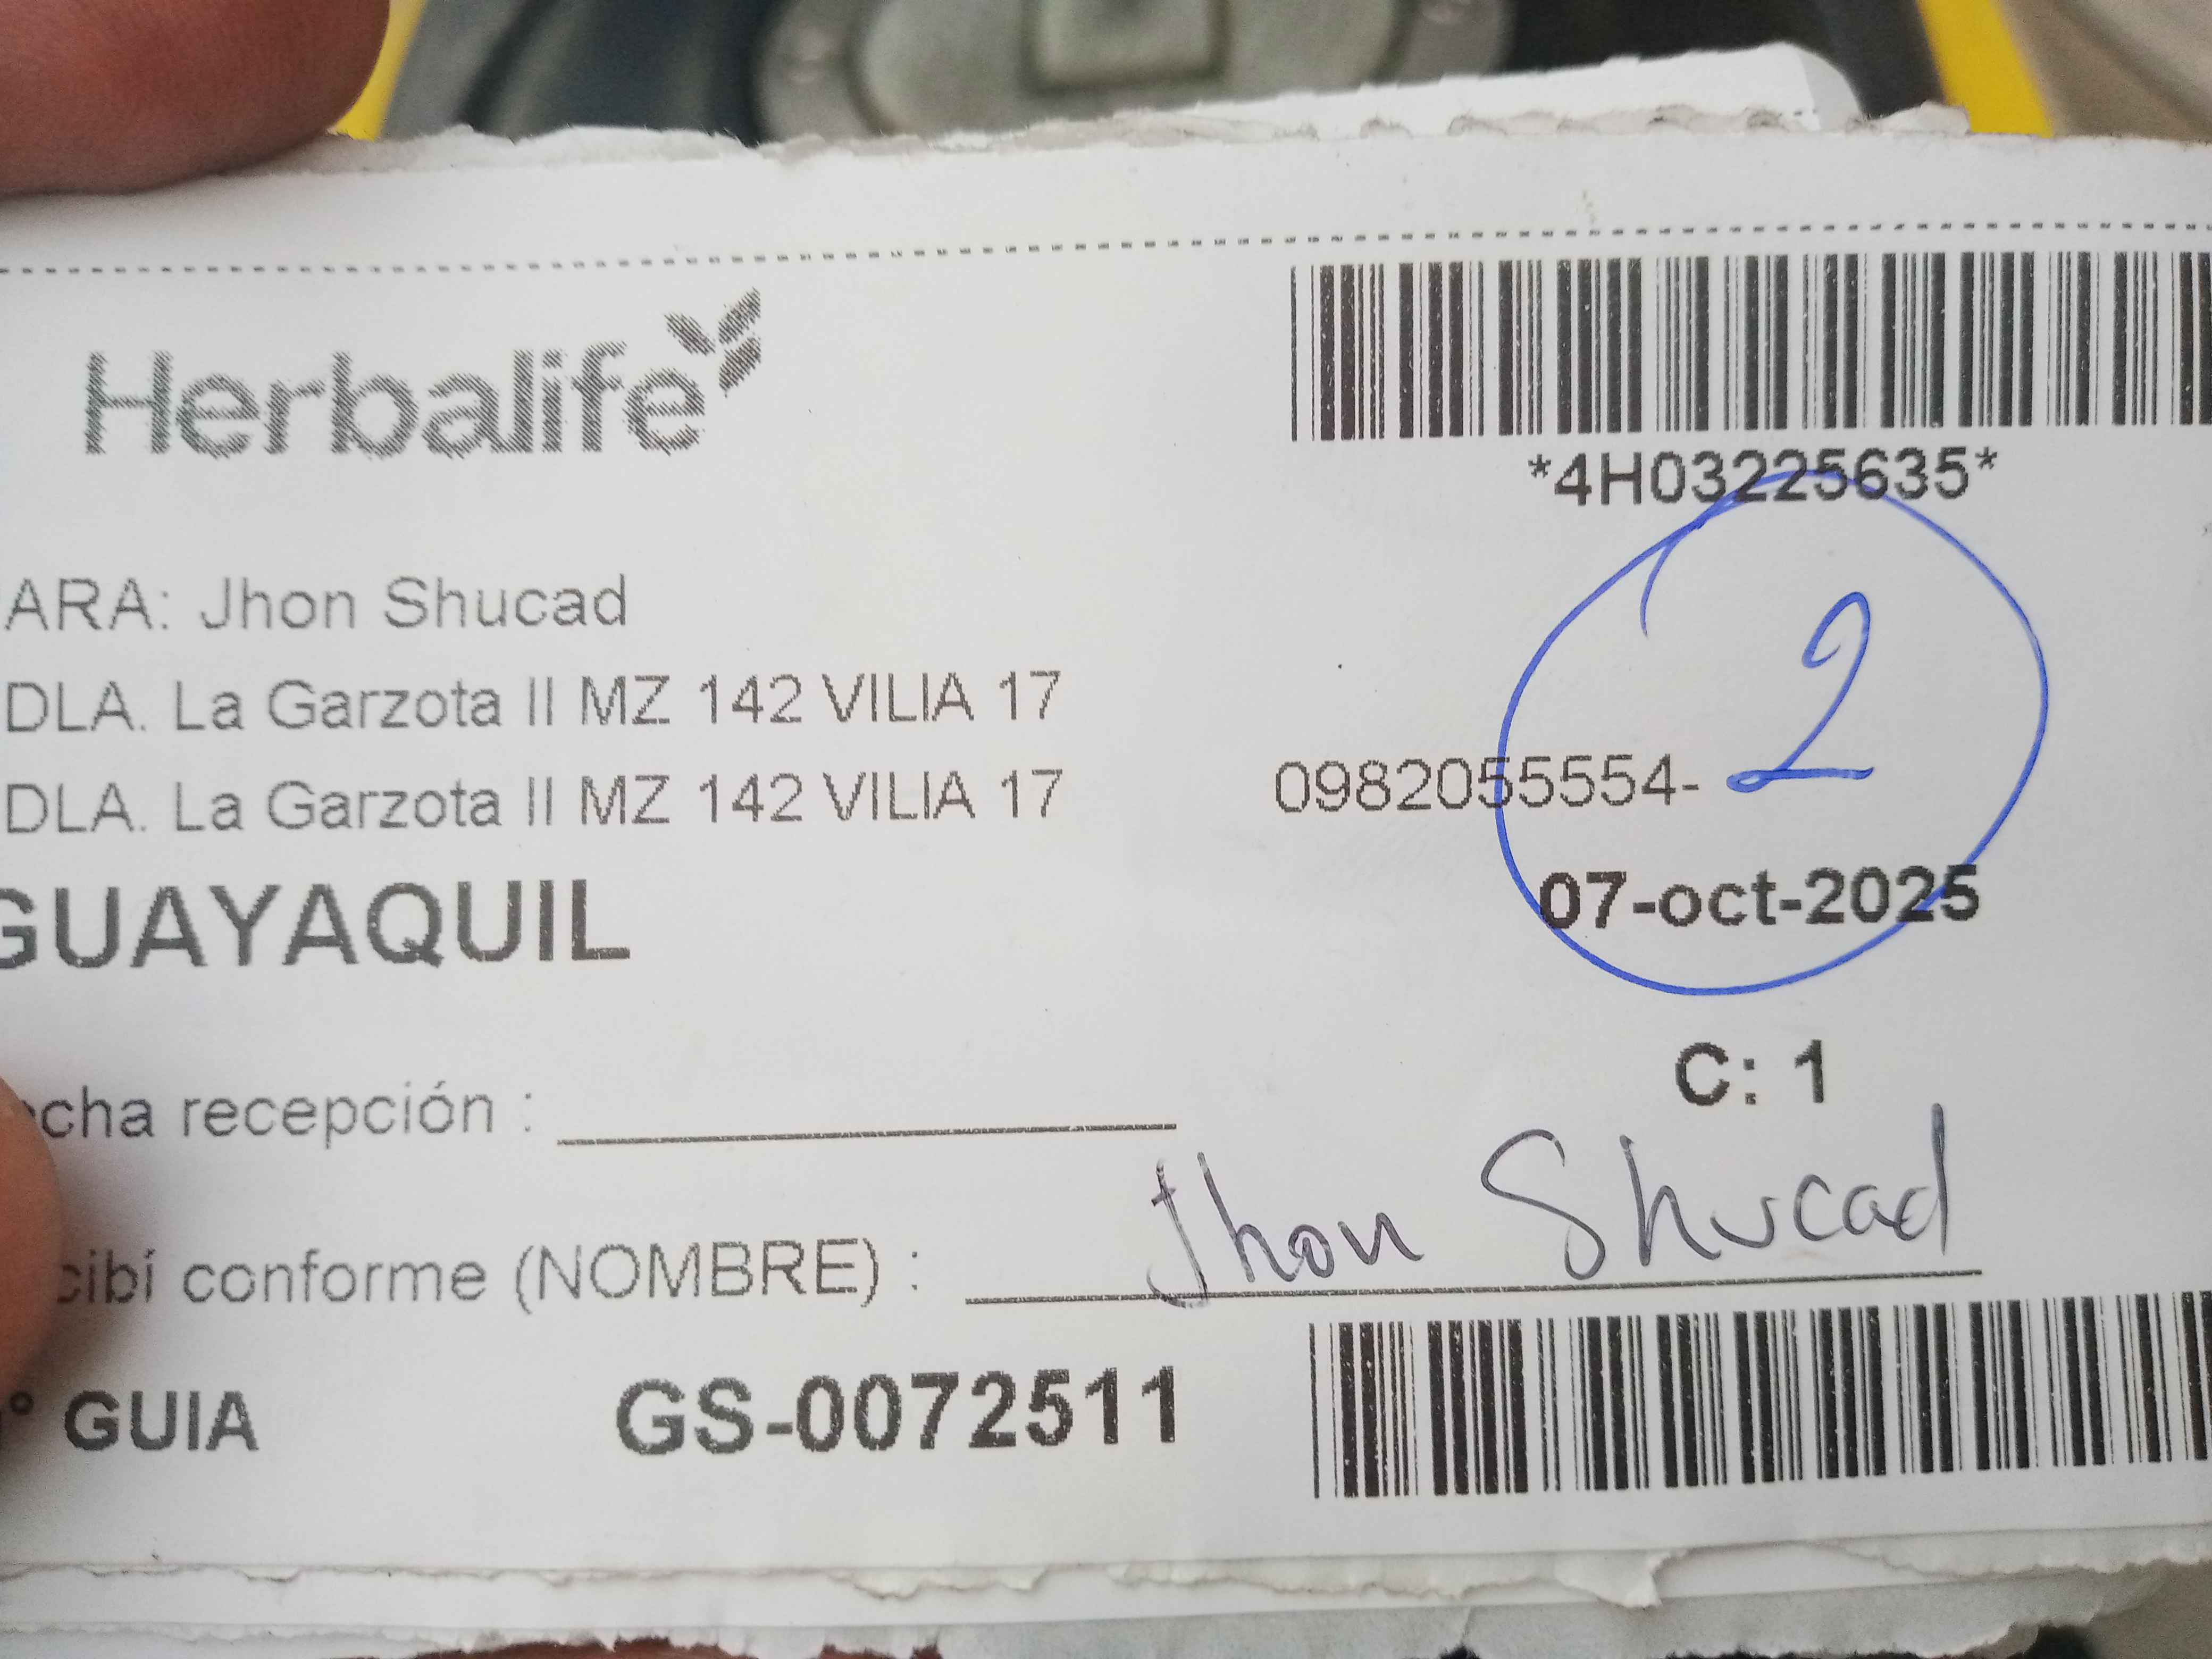 Herbalife
*4H03225635*
ARA: Jhon Shucad
DLA. La Garzota II MZ 142 VILIA 17
DLA. La Garzota II MZ 142 VILIA 17
0982055554-
2
GUAYAQUIL
07-oct-2025
C: 1
cha recepción :
cibí conforme (NOMBRE) : Jhon Shucad
° GUIA GS-0072511